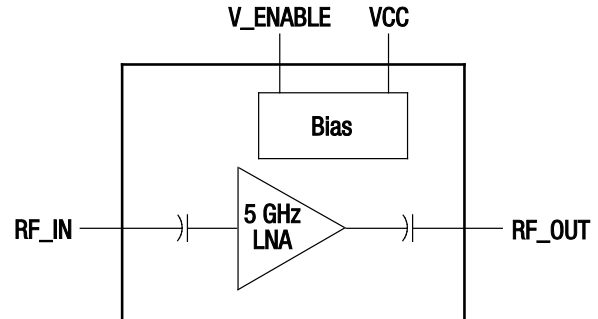 V_ENABLE
VCC
Bias
5 GHz
LNA
RF_IN
RF_OUT